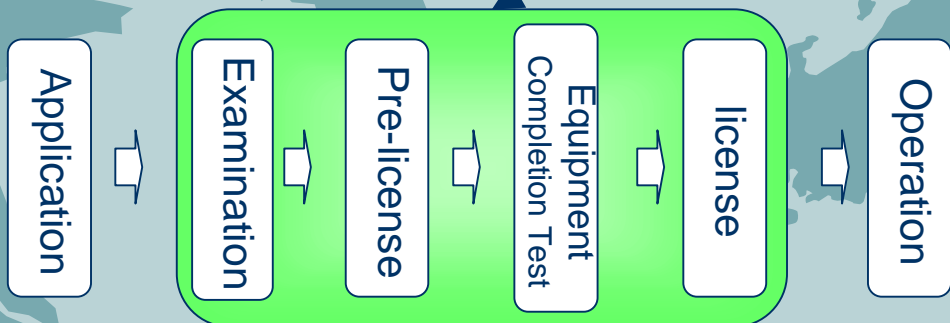 Application
Examination
Pre-license
Equipment
Completion Test
license
Operation